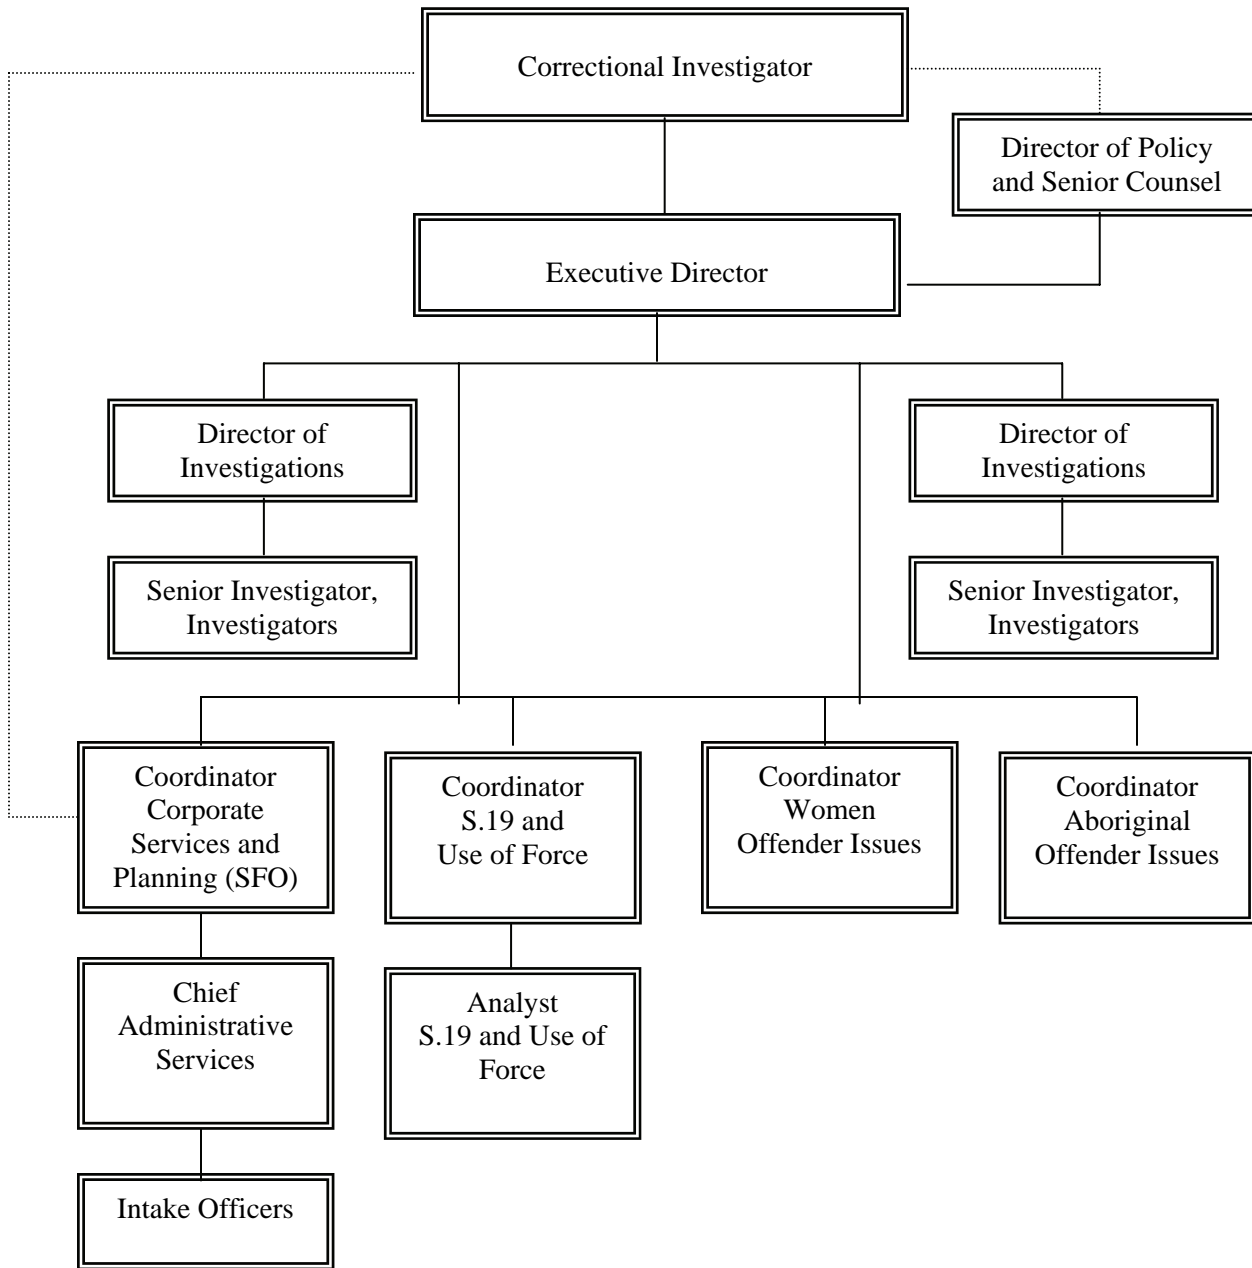 Correctional Investigator
Director of Policy
and Senior Counsel
Executive Director
Director of
Investigations
Director of
Investigations
Senior Investigator,
Investigators
Senior Investigator,
Investigators
Coordinator
Corporate
Services and
Planning (SFO)
Coordinator
S.19 and
Use of Force
Coordinator
Women
Offender Issues
Coordinator
Aboriginal
Offender Issues
Chief
Administrative
Services
Analyst
S.19 and Use of
Force
Intake Officers